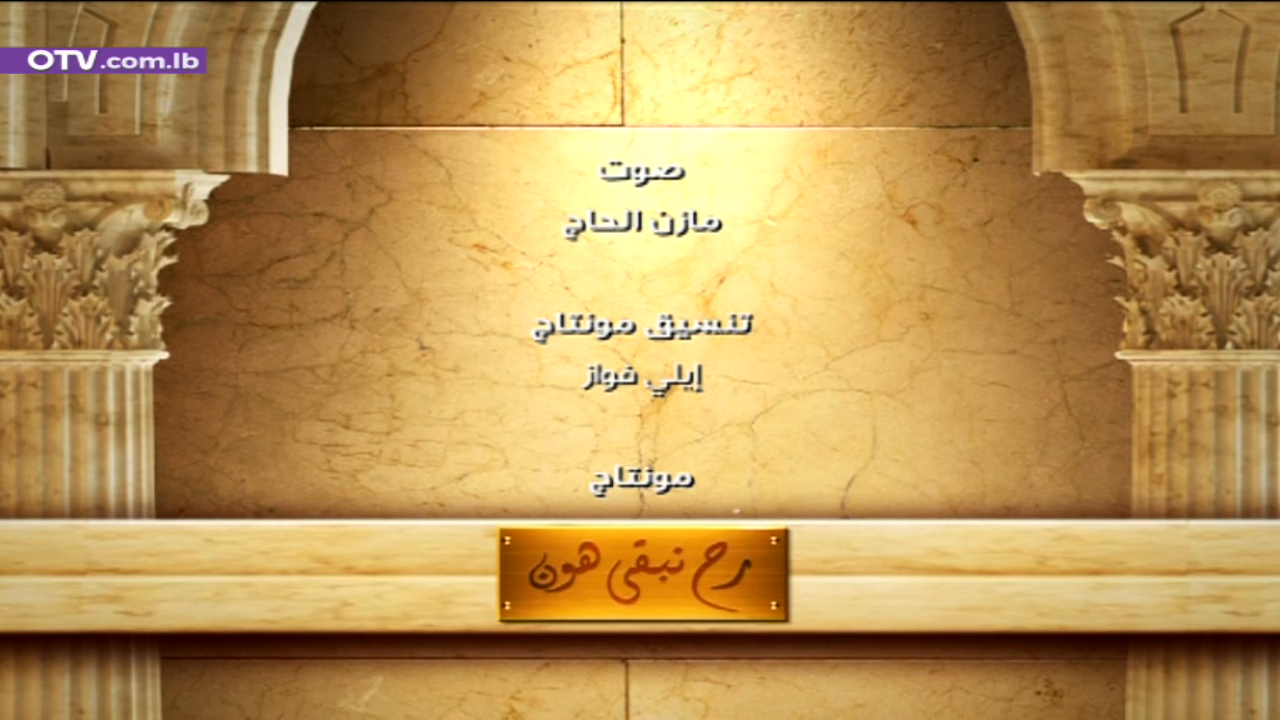 OTV.com.lb
صوت
مازن الحاج
تنسيق مونتاج
إيلي فواز
مونتاج
رح نبقى هون